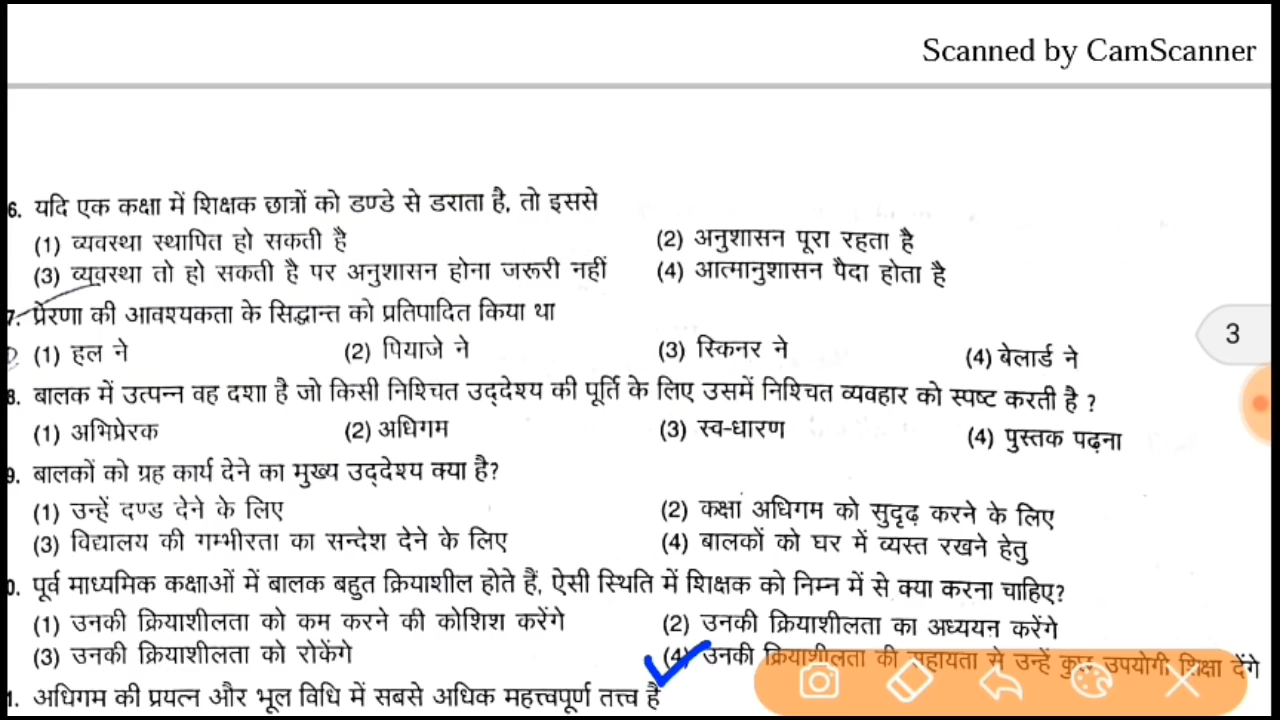 Scanned by CamScanner
6. यदि एक कक्षा में शिक्षक छात्रों को डण्डे से डराता है, तो इससे
(1) व्यवस्था स्थापित हो सकती है (2) अनुशासन पूरा रहता है
(3) व्यवस्था तो हो सकती है पर अनुशासन होना जरूरी नहीं (4) आत्मानुशासन पैदा होता है
7. प्रेरणा की आवश्यकता के सिद्धान्त को प्रतिपादित किया था
(1) हल ने (2) पियाजे ने (3) स्किनर ने (4) बेलार्ड ने
3
8. बालक में उत्पन्न वह दशा है जो किसी निश्चित उद्देश्य की पूर्ति के लिए उसमें निश्चित व्यवहार को स्पष्ट करती है ?
(1) अभिप्रेरक (2) अधिगम (3) स्व-धारण (4) पुस्तक पढ़ना
9. बालकों को ग्रह कार्य देने का मुख्य उद्देश्य क्या है?
(1) उन्हें दण्ड देने के लिए (2) कक्षा अधिगम को सुदृढ़ करने के लिए
(3) विद्यालय की गम्भीरता का सन्देश देने के लिए (4) बालकों को घर में व्यस्त रखने हेतु
0. पूर्व माध्यमिक कक्षाओं में बालक बहुत क्रियाशील होते हैं, ऐसी स्थिति में शिक्षक को निम्न में से क्या करना चाहिए?
(1) उनकी क्रियाशीलता को कम करने की कोशिश करेंगे (2) उनकी क्रियाशीलता का अध्ययन करेंगे
(3) उनकी क्रियाशीलता को रोकेंगे (4) उनकी क्रियाशीलता की सहायता से उन्हें कुछ उपयोगी शिक्षा देंगे
1. अधिगम की प्रयत्न और भूल विधि में सबसे अधिक महत्त्वपूर्ण तत्त्व है